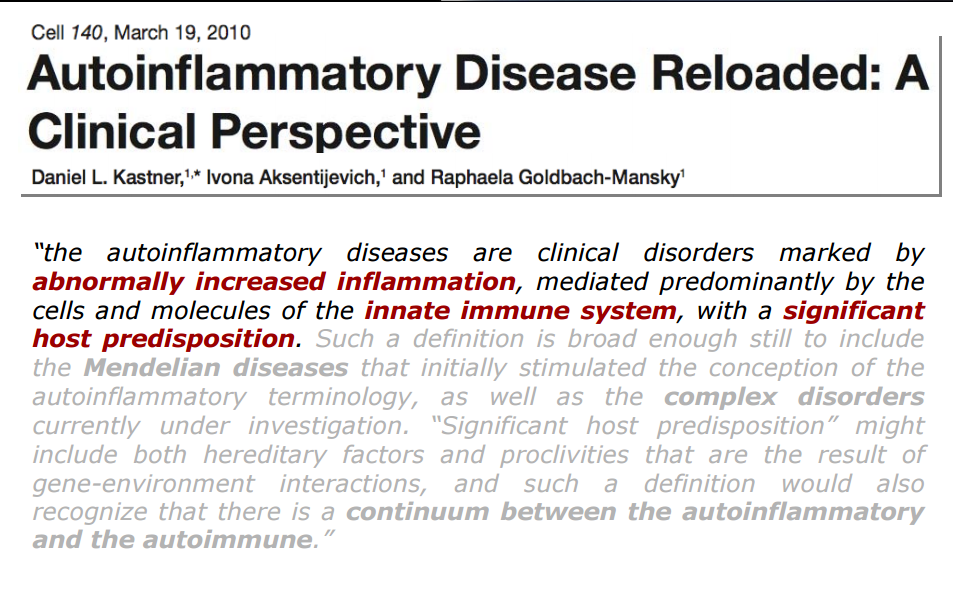 Cell 140, March 19, 2010
Autoinflammatory Disease Reloaded: A
Clinical Perspective
Daniel L. Kastner,¹,* Ivona Aksentijevich,¹ and Raphaela Goldbach-Mansky¹
“the autoinflammatory diseases are clinical disorders marked by
abnormally increased inflammation, mediated predominantly by the
cells and molecules of the innate immune system, with a significant
host predisposition. Such a definition is broad enough still to include
the Mendelian diseases that initially stimulated the conception of the
autoinflammatory terminology, as well as the complex disorders
currently under investigation. “Significant host predisposition” might
include both hereditary factors and proclivities that are the result of
gene-environment interactions, and such a definition would also
recognize that there is a continuum between the autoinflammatory
and the autoimmune.”